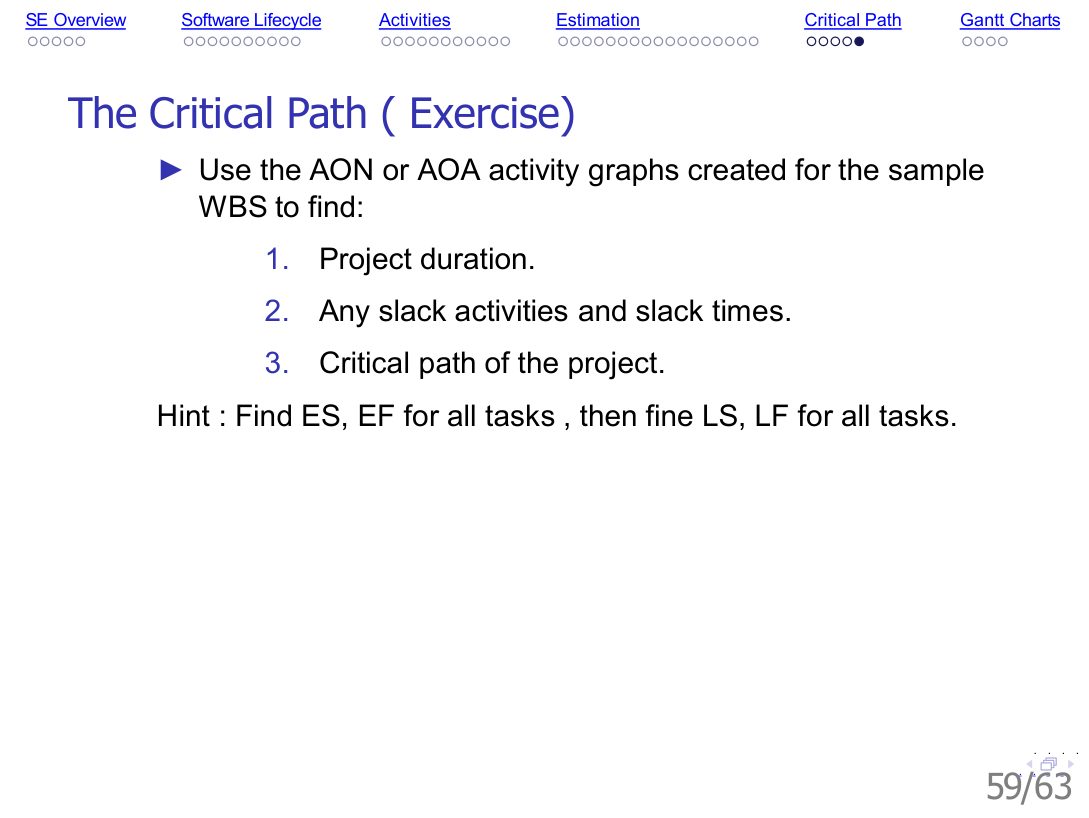 SE Overview Software Lifecycle Activities Estimation Critical Path Gantt Charts
The Critical Path ( Exercise)
► Use the AON or AOA activity graphs created for the sample
WBS to find:
1. Project duration.
2. Any slack activities and slack times.
3. Critical path of the project.
Hint : Find ES, EF for all tasks , then fine LS, LF for all tasks.
59/63